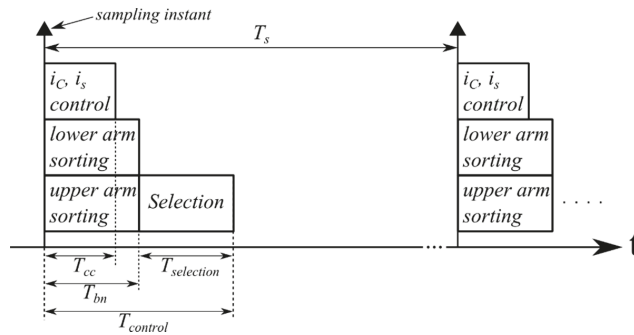 sampling instant
T_s
i_C, i_s
control
i_C, i_s
control
lower arm
sorting
lower arm
sorting
upper arm
sorting
Selection
upper arm
sorting
. . . .
...
t
T_cc
T_selection
T_bn
T_control